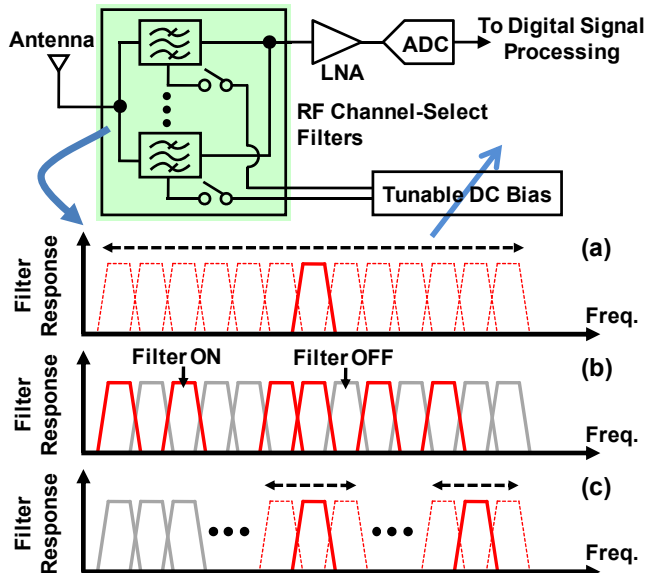 Antenna
LNA
ADC
To Digital Signal
Processing
RF Channel-Select
Filters
Tunable DC Bias
(a)
Filter
Response
Freq.
Filter ON
Filter OFF
(b)
Filter
Response
Freq.
(c)
Filter
Response
Freq.